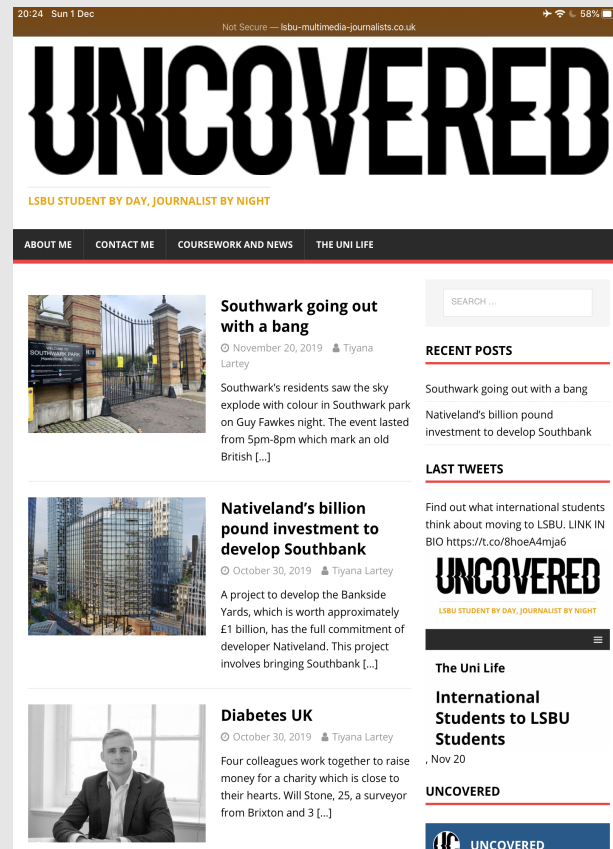 20:24 Sun 1 Dec
58%
Not Secure — lsbu-multimedia-journalists.co.uk
UNCOVERED
LSBU STUDENT BY DAY, JOURNALIST BY NIGHT
ABOUT ME CONTACT ME COURSEWORK AND NEWS THE UNI LIFE
SOUTHWARK PARK
Southwark going out
with a bang
November 20, 2019 Tiyana
Lartey
Southwark's residents saw the sky
explode with colour in Southwark park
on Guy Fawkes night. The event lasted
from 5pm-8pm which mark an old
British [...]
Nativeland's billion
pound investment to
develop Southbank
October 30, 2019 Tiyana Lartey
A project to develop the Bankside
Yards, which is worth approximately
£1 billion, has the full commitment of
developer Nativeland. This project
involves bringing Southbank [...]
Diabetes UK
October 30, 2019 Tiyana Lartey
Four colleagues work together to raise
money for a charity which is close to
their hearts. Will Stone, 25, a surveyor
from Brixton and 3 [...]
SEARCH ...
RECENT POSTS
Southwark going out with a bang
Nativeland's billion pound
investment to develop Southbank
LAST TWEETS
Find out what international students
think about moving to LSBU. LINK IN
BIO https://t.co/8hoeA4mja6
UNCOVERED
LSBU STUDENT BY DAY, JOURNALIST BY NIGHT
The Uni Life
International
Students to LSBU
Students
, Nov 20
UNCOVERED
UC UNCOVERED